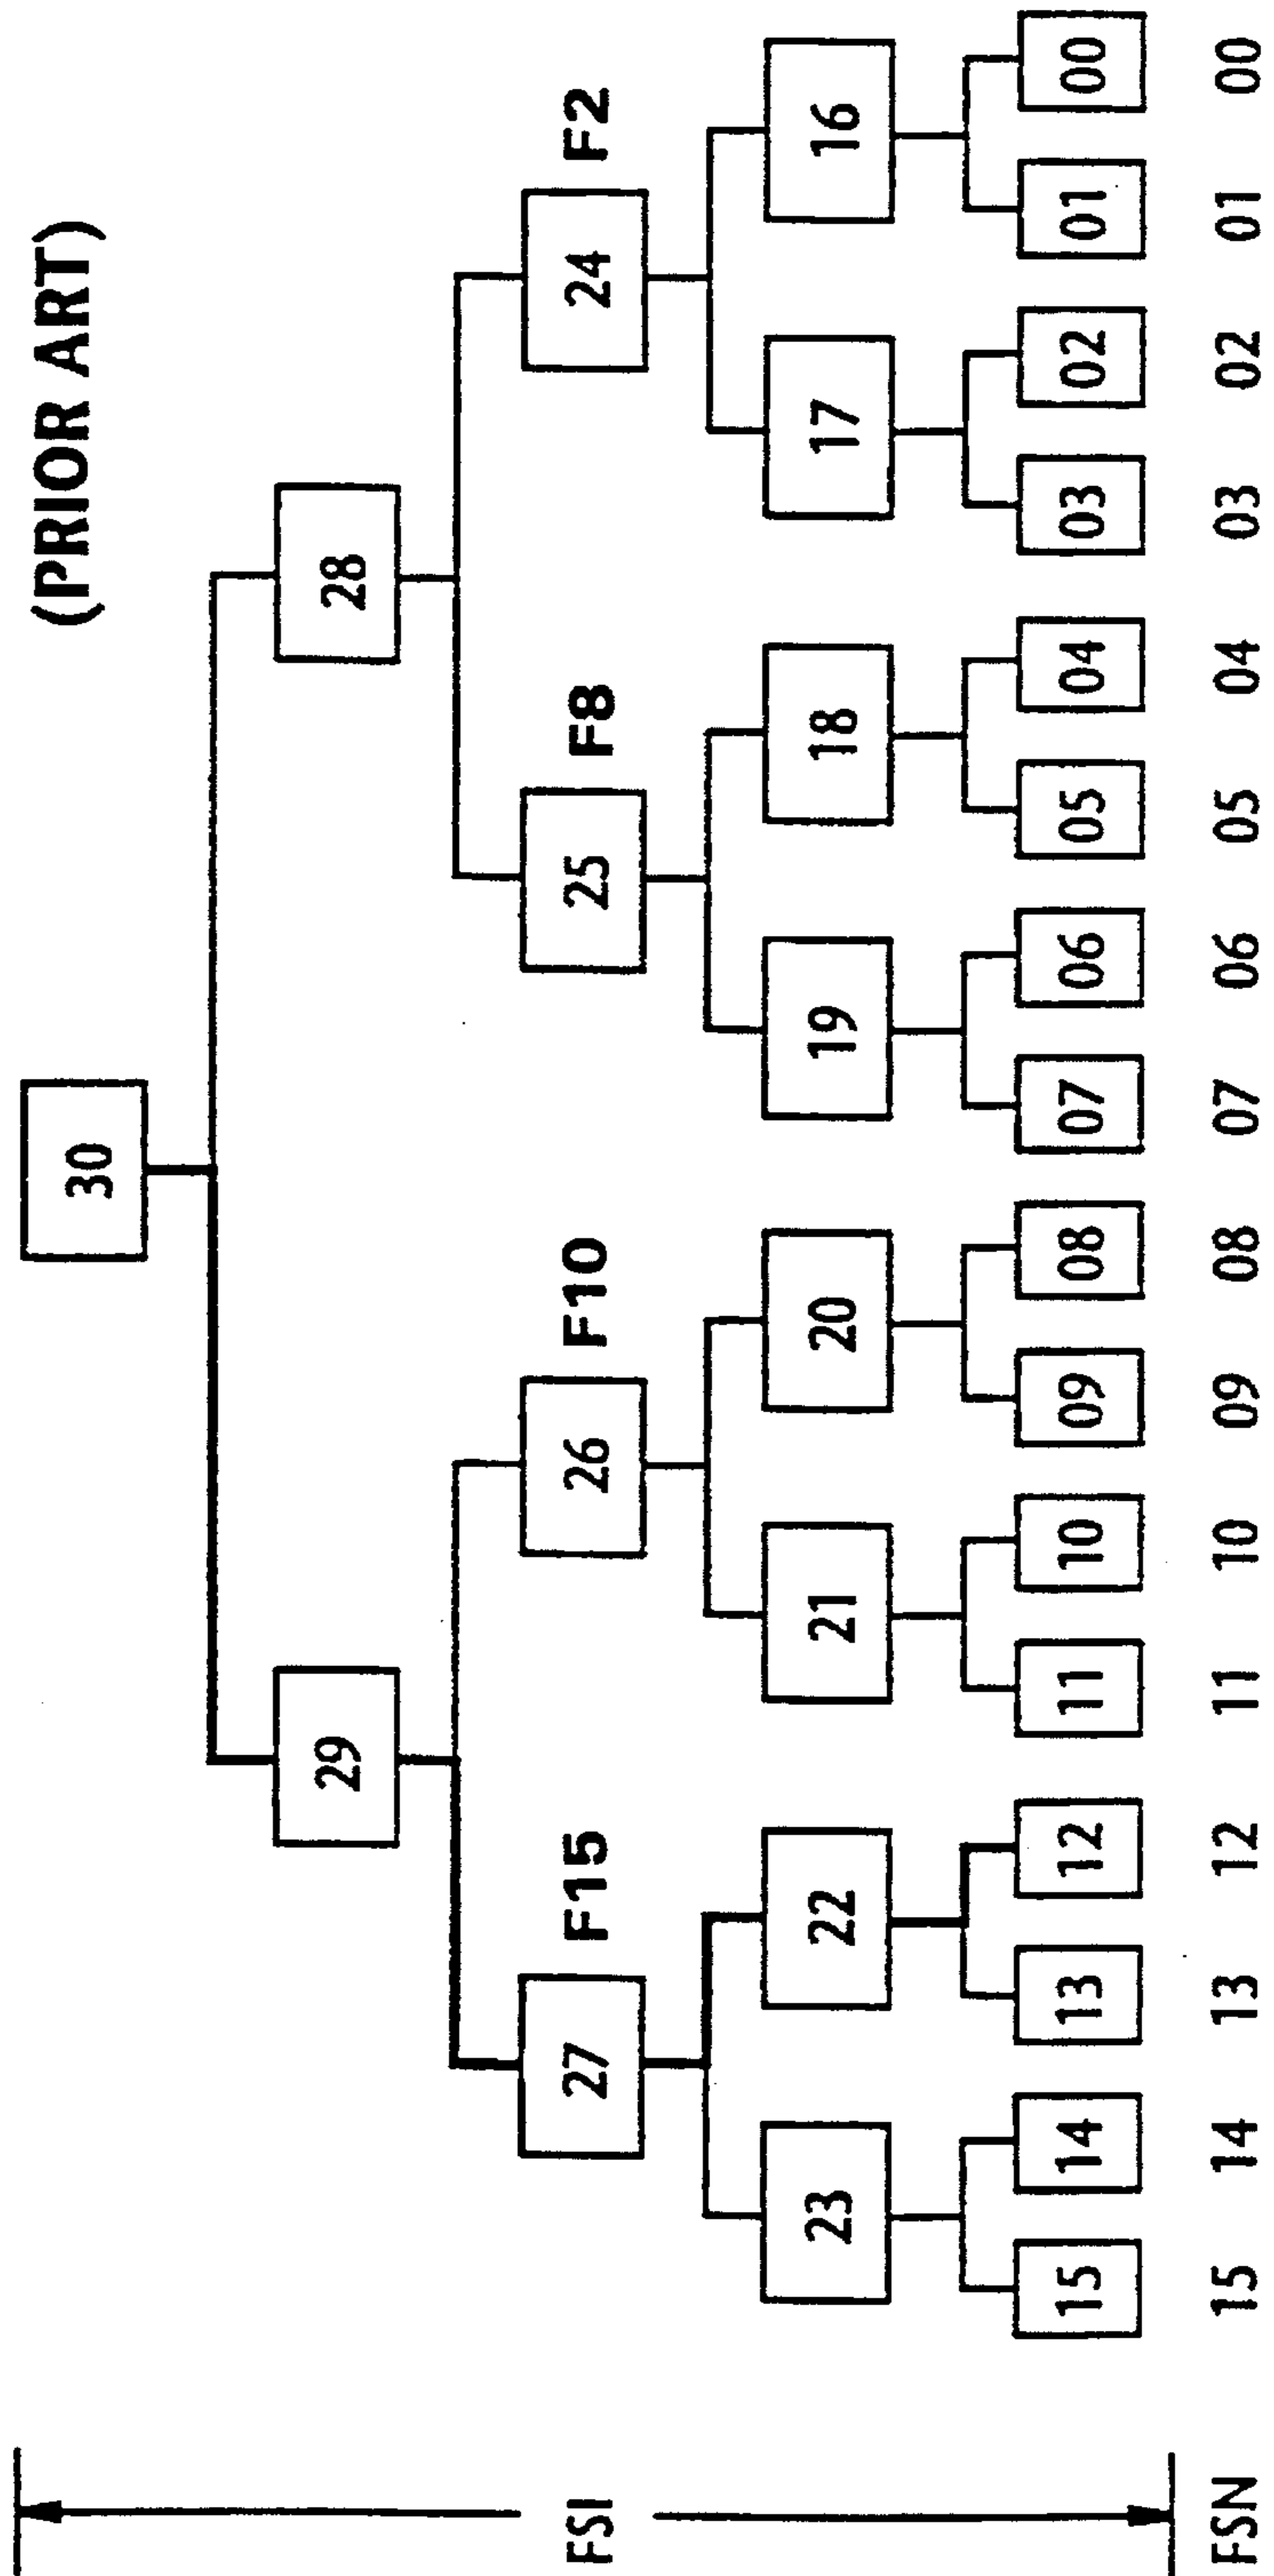 (PRIOR ART)
30
29 28
27 F15 26 F10 25 F8 24 F2
23 22 21 20 19 18 17 16
FSI
15 14 13 12 11 10 09 08 07 06 05 04 03 02 01 00
FSN 15 14 13 12 11 10 09 08 07 06 05 04 03 02 01 00